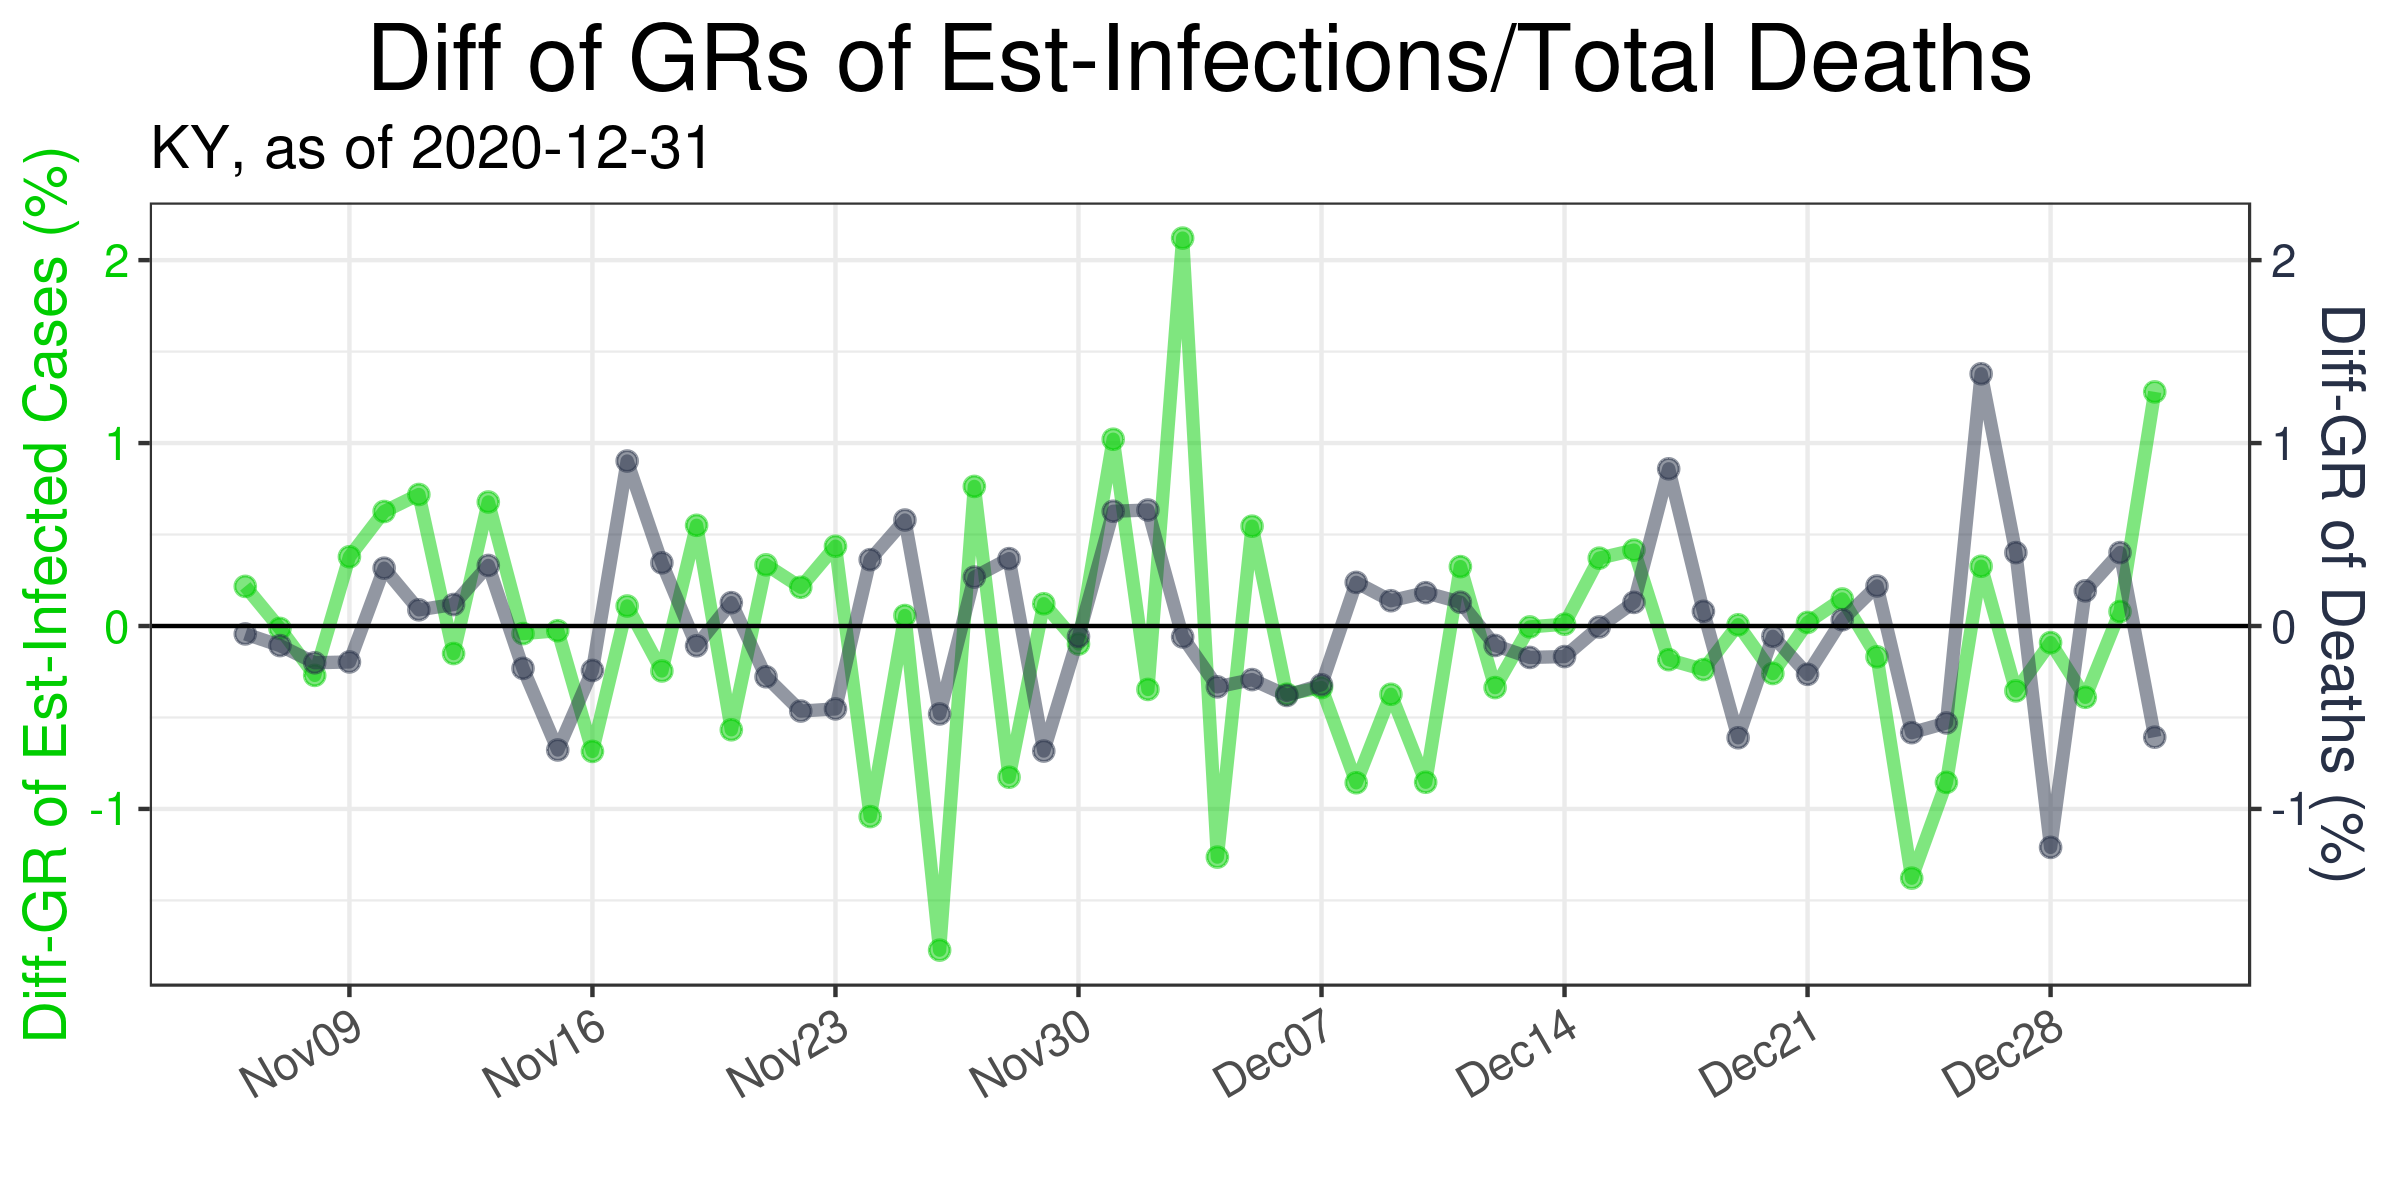 Diff of GRs of Est-Infections/Total Deaths
KY, as of 2020-12-31
Diff-GR of Est-Infected Cases (%)
2
1
0
-1
2
1
0
-1
Diff-GR of Deaths (%)
Nov09
Nov16
Nov23
Nov30
Dec07
Dec14
Dec21
Dec28